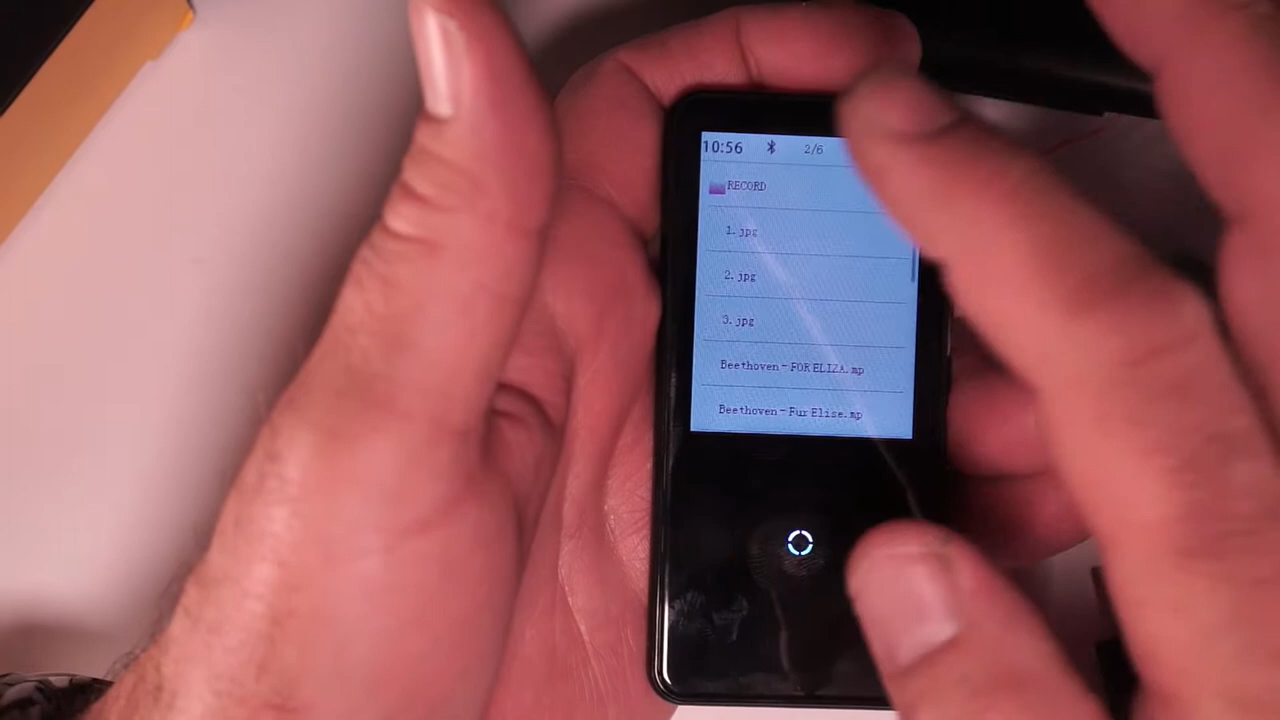 10:56 2/6
RECORD
1.jpg
2.jpg
3.jpg
Beethoven-FOR ELIZA.mp
Beethoven-Fur Elise.mp